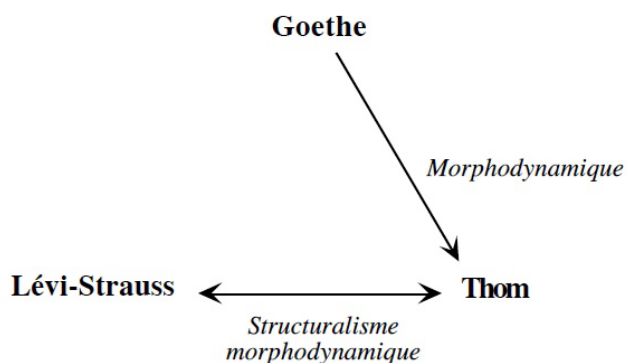 Goethe
Morphodynamique
Lévi-Strauss
Thom
Structuralisme
morphodynamique